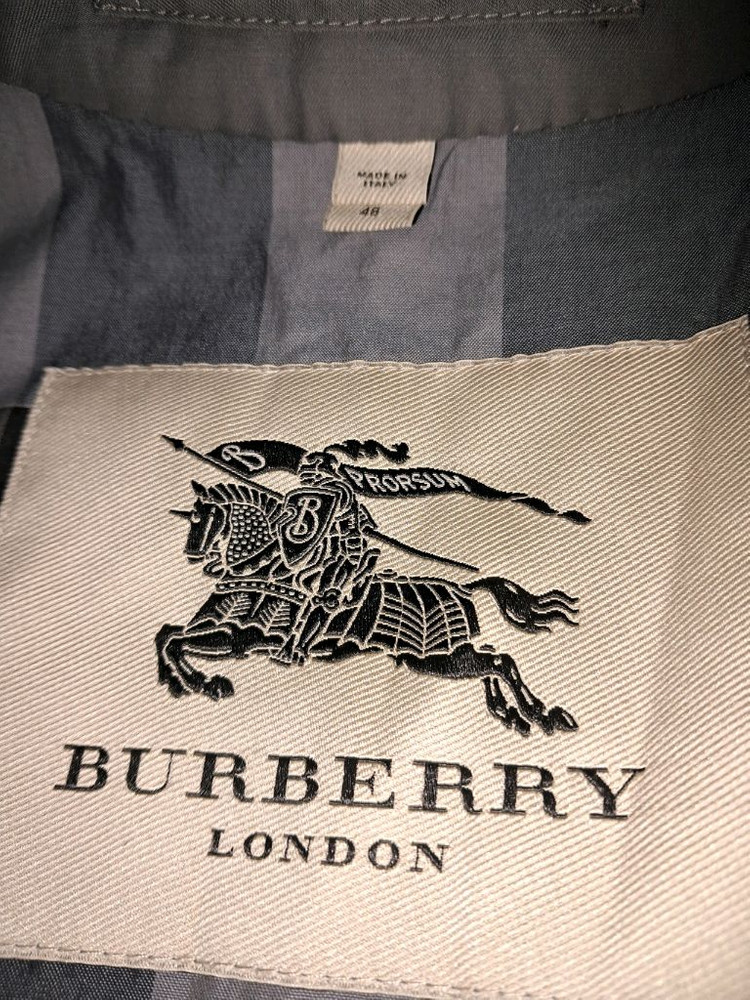 MADE IN
ITALY
48
B PRORSUM
B
BURBERRY
LONDON